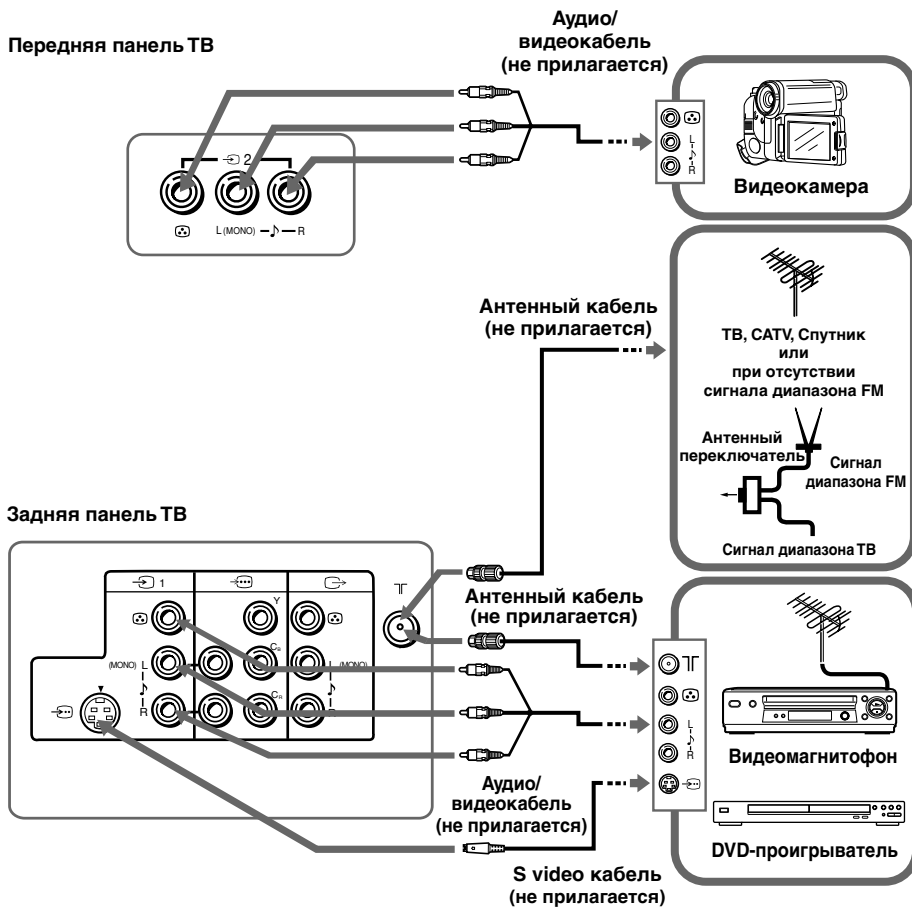 Передняя панель ТВ
Аудио/
видеокабель
(не прилагается)
2
L (MONO)
R
L
R
Видеокамера
Антенный кабель
(не прилагается)
ТВ, CATV, Спутник
или
при отсутствии
сигнала диапазона FM
Антенный
переключатель
Сигнал
диапазона FM
Сигнал диапазона ТВ
Задняя панель ТВ
1
Y
(MONO) L
CB
L (MONO)
R
CR
R
Антенный кабель
(не прилагается)
L
R
Видеомагнитофон
Аудио/
видеокабель
(не прилагается)
DVD-проигрыватель
S video кабель
(не прилагается)